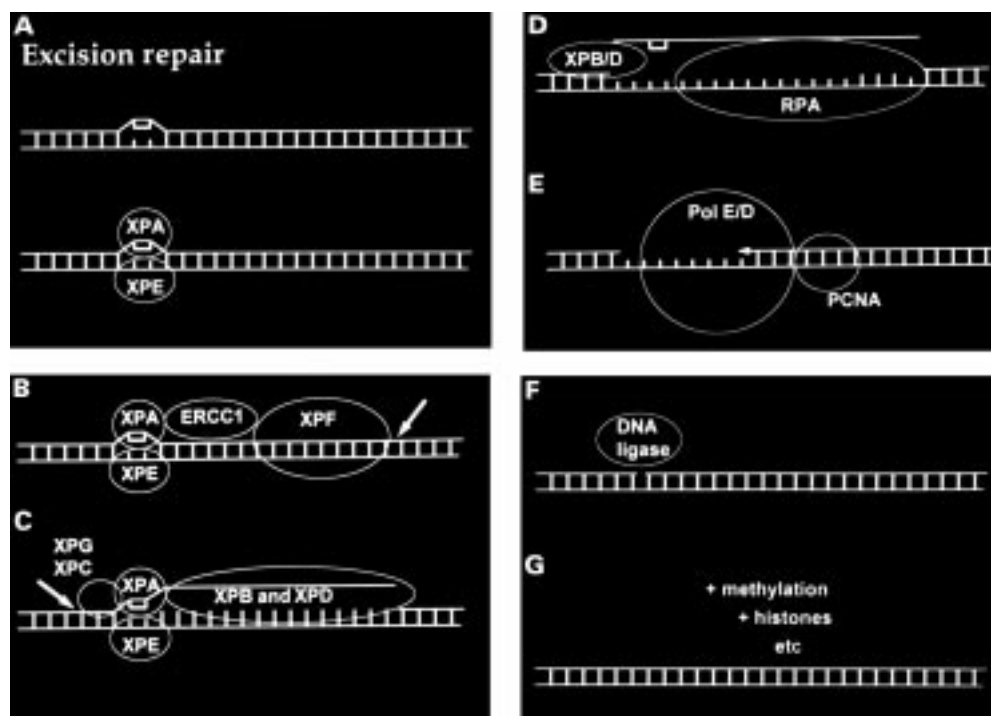 A
Excision repair
XPA
XPE
B
XPA
ERCC1
XPF
XPE
C
XPG
XPC
XPA
XPB and XPD
XPE
D
XPB/D
RPA
E
Pol E/D
PCNA
F
DNA
ligase
G
+ methylation
+ histones
etc